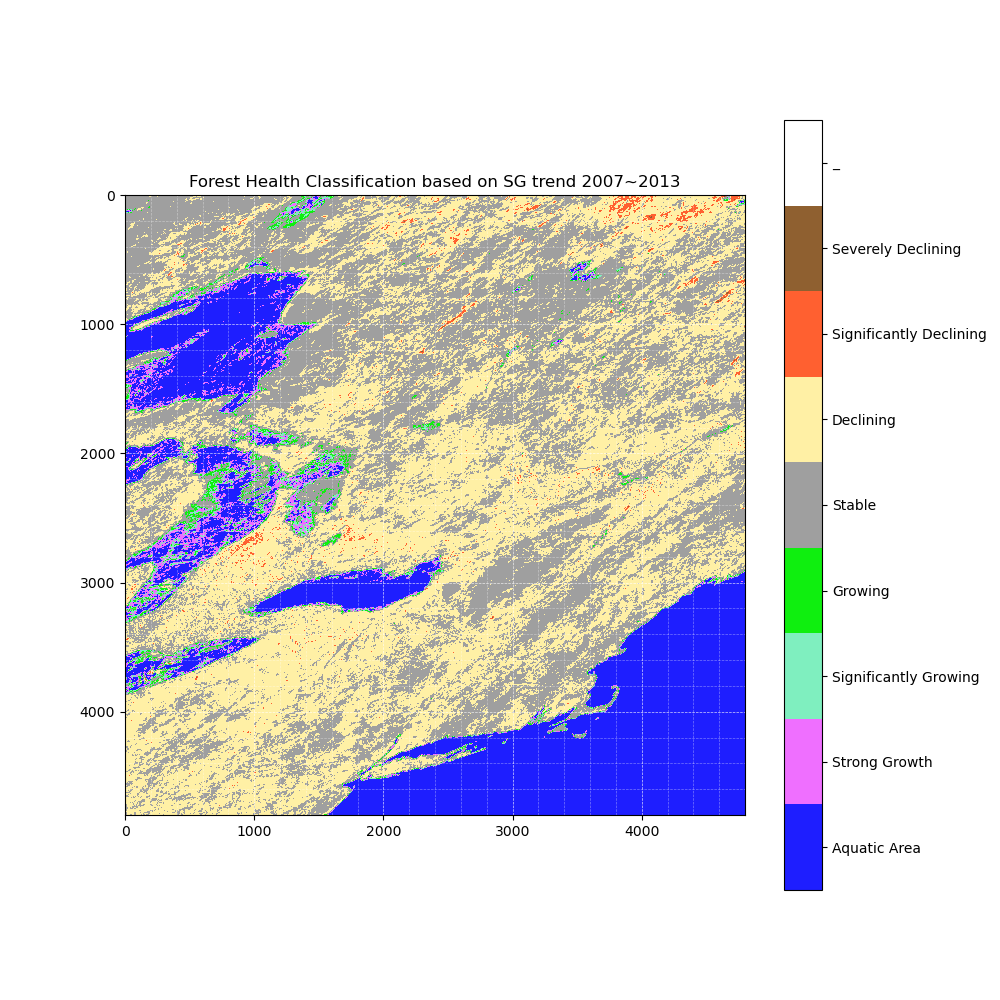 Forest Health Classification based on SG trend 2007~2013
0
1000
2000
3000
4000
0
1000
2000
3000
4000
_
Severely Declining
Significantly Declining
Declining
Stable
Growing
Significantly Growing
Strong Growth
Aquatic Area